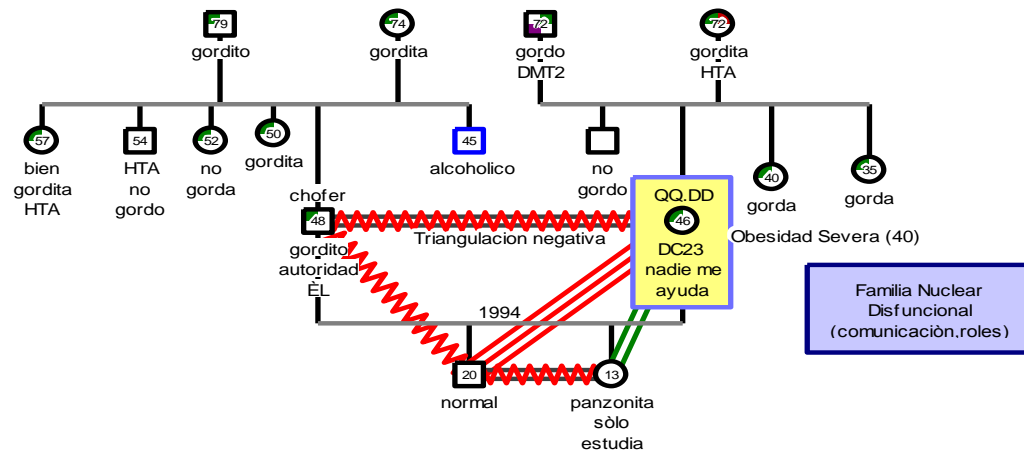 79
74
72
72
gordito
gordita
gordo
DMT2
gordita
HTA
57
54
52
50
45
40
35
bien
gordita
HTA
HTA
no
gordo
no
gorda
gordita
alcoholico
no
gordo
gorda
gorda
chofer
QQ.DD
48
46
Triangulacion negativa
Obesidad Severa (40)
gordito
autoridad
ÈL
DC23
nadie me
ayuda
Familia Nuclear
Disfuncional
(comunicaciòn,roles)
1994
20
13
normal
panzonita
sòlo
estudia